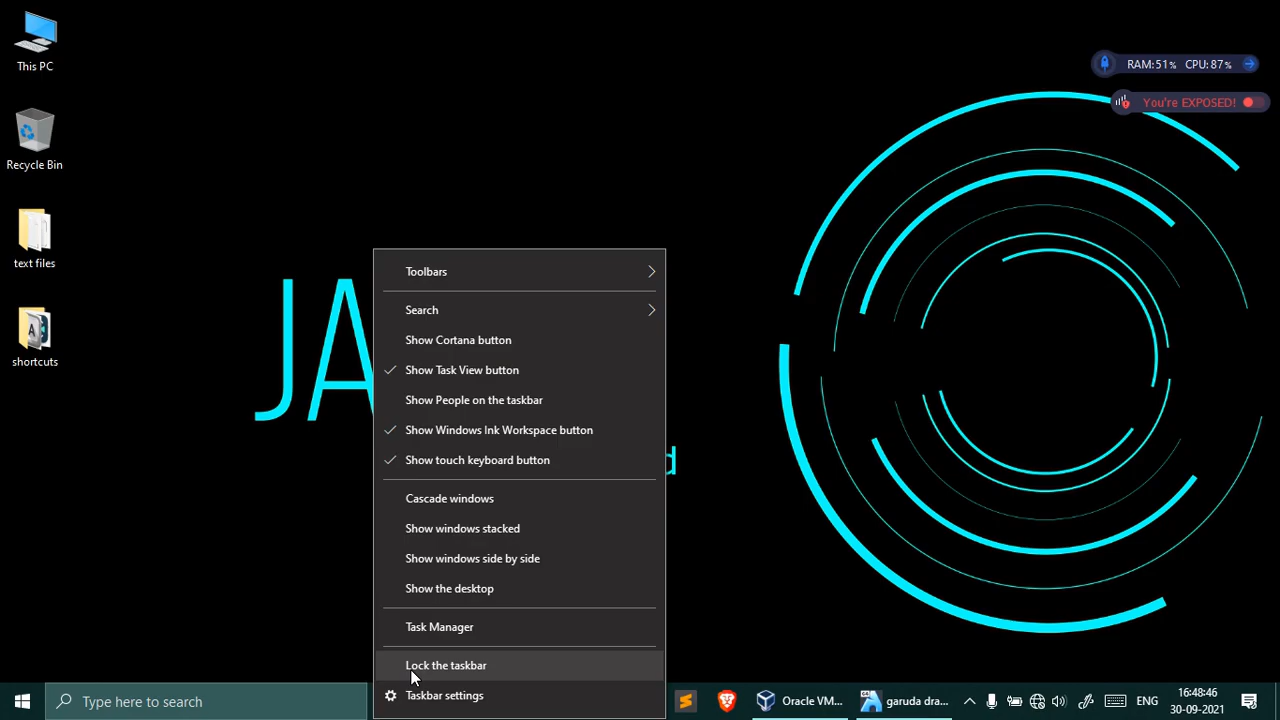 This PC
Recycle Bin
text files
shortcuts
RAM:51% CPU:87%
You're EXPOSED!
JA
d
Toolbars
Search
Show Cortana button
Show Task View button
Show People on the taskbar
Show Windows Ink Workspace button
Show touch keyboard button
Cascade windows
Show windows stacked
Show windows side by side
Show the desktop
Task Manager
Lock the taskbar
Taskbar settings
Type here to search
Oracle VM...
garuda dra...
ENG
16:48:46
30-09-2021